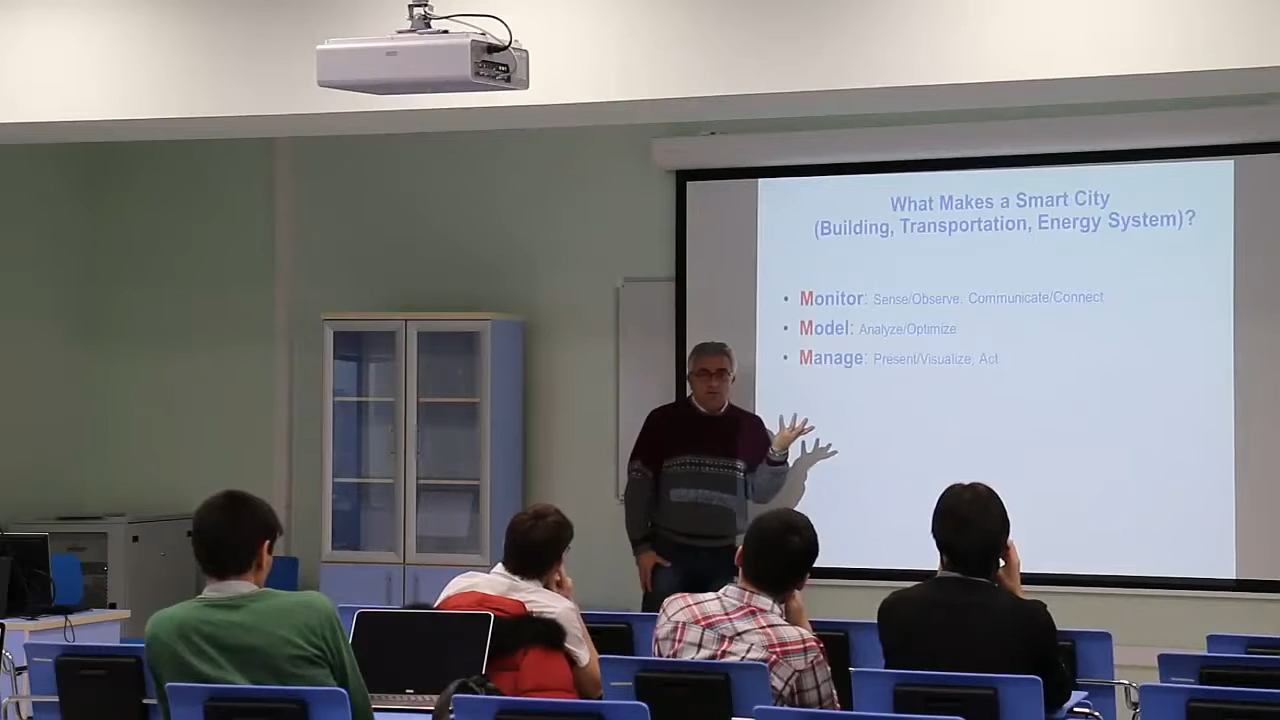 What Makes a Smart City
(Building, Transportation, Energy System)?
• Monitor: Sense/Observe, Communicate/Connect
• Model: Analyze/Optimize
• Manage: Present/Visualize, Act